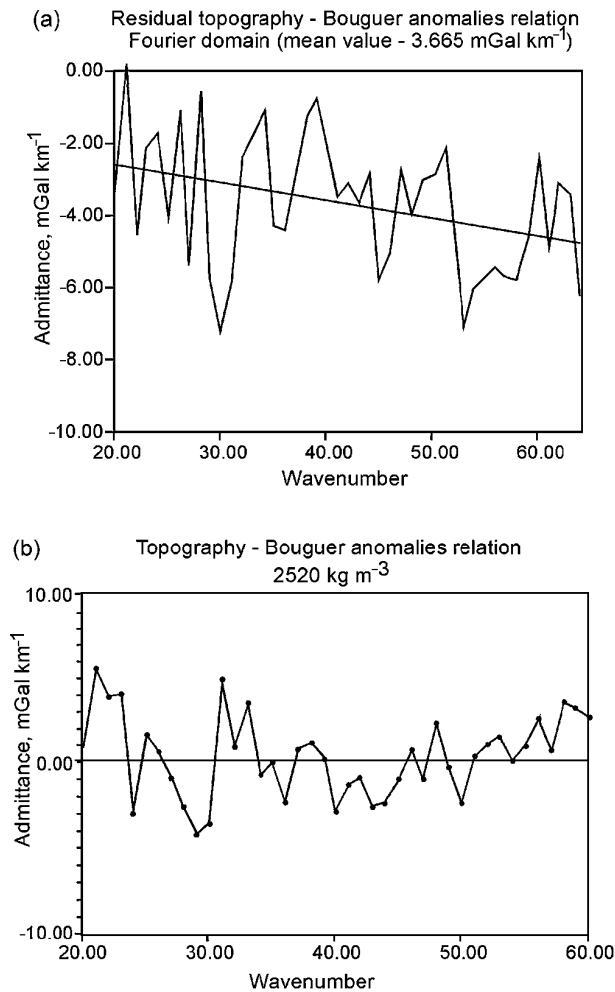 (a)
Residual topography - Bouguer anomalies relation
Fourier domain (mean value - 3.665 mGal km⁻¹)
0.00
-2.00
-4.00
-6.00
-8.00
-10.00
Admittance, mGal km⁻¹
20.00 30.00 40.00 50.00 60.00
Wavenumber
(b)
Topography - Bouguer anomalies relation
2520 kg m⁻³
10.00
0.00
-10.00
Admittance, mGal km⁻¹
20.00 30.00 40.00 50.00 60.00
Wavenumber